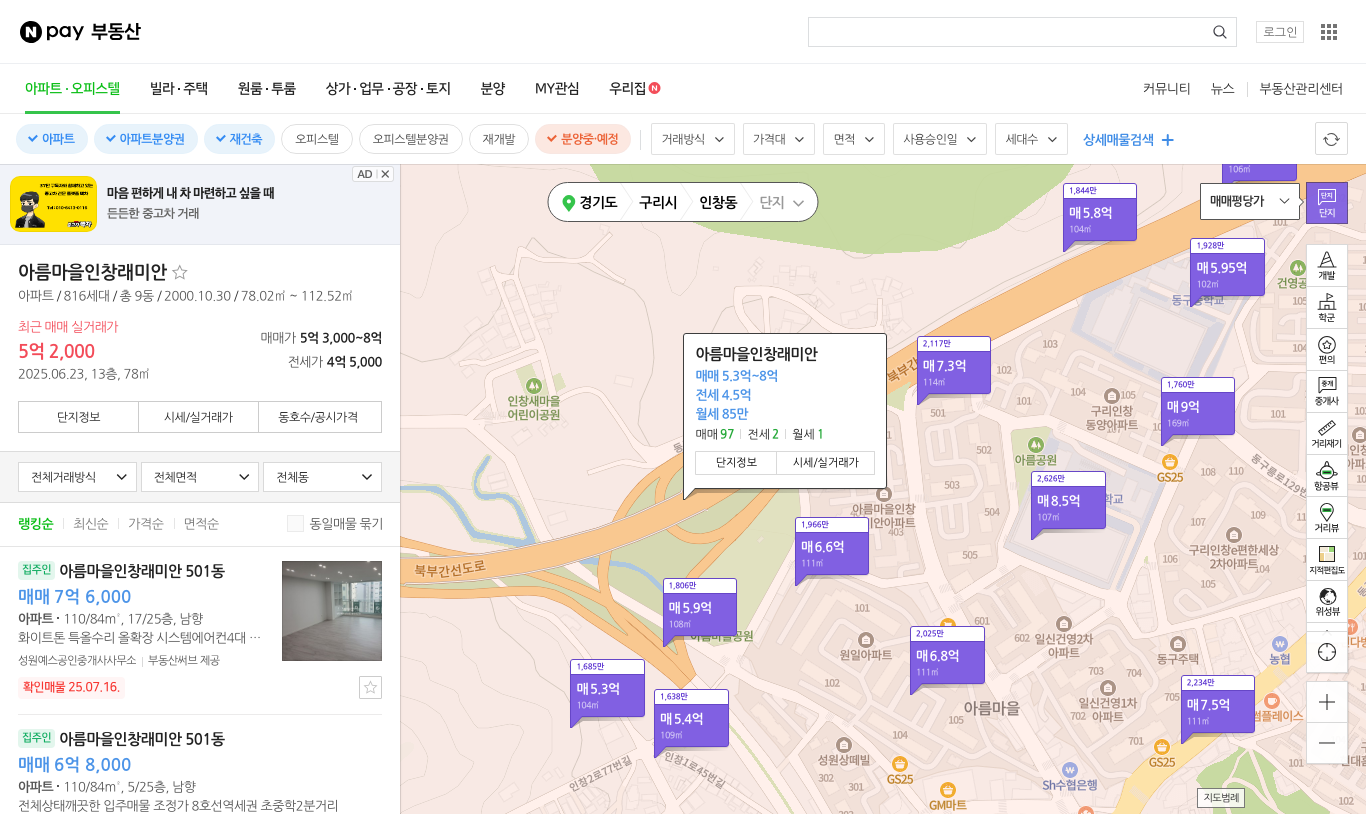 N pay 부동산
로그인
아파트·오피스텔
빌라·주택
원룸·투룸
상가·업무·공장·토지
분양
MY관심
우리집 N
커뮤니티
뉴스
부동산관리센터
아파트
아파트분양권
재건축
오피스텔
오피스텔분양권
재개발
분양중·예정
거래방식
가격대
면적
사용승인일
세대수
상세매물검색
AD
마음 편하게 내 차 마련하고 싶을 때
든든한 중고차 거래
아름마을인창래미안
아파트 / 816세대 / 총 9동 / 2000.10.30 / 78.02㎡ ~ 112.52㎡
최근 매매 실거래가
5억 2,000
2025.06.23, 13층, 78㎡
매매가 5억 3,000~8억
전세가 4억 5,000
단지정보
시세/실거래가
동호수/공시가격
전체거래방식
전체면적
전체동
랭킹순
최신순
가격순
면적순
동일매물 묶기
집주인 아름마을인창래미안 501동
매매 7억 6,000
아파트 · 110/84㎡, 17/25층, 남향
화이트톤 특올수리 올확장 시스템에어컨4대 ···
성원예스공인중개사사무소 | 부동산써브 제공
확인매물 25.07.16.
집주인 아름마을인창래미안 501동
매매 6억 8,000
아파트 · 110/84㎡, 5/25층, 남향
전체상태깨끗한 입주매물 조정가 8호선역세권 초중학2분거리
경기도
구리시
인창동
단지
매매평당가
단지
단지
106㎡
1,844만
매5.8억
104㎡
1,928만
매5.95억
102㎡
2,117만
매7.3억
114㎡
1,760만
매9억
169㎡
2,626만
매8.5억
107㎡
1,966만
매6.6억
111㎡
1,806만
매5.9억
108㎡
2,025만
매6.8억
111㎡
1,685만
매5.3억
104㎡
1,638만
매5.4억
109㎡
2,234만
매7.5억
111㎡
아름마을인창래미안
매매 5.3억~8억
전세 4.5억
월세 85만
매매 97 | 전세 2 | 월세 1
단지정보
시세/실거래가
개발
학군
편의
중개
중개사
거리재기
항공뷰
거리뷰
지적편집도
위성뷰
인창새마을
어린이공원
구리인창
동양아파트
아름공원
GS25
구리인창e편한세상
2차아파트
북부간선도로
원일아파트
일신건영2차
아파트
동구주택
농협
일신건영1차
아파트
아름마을
성원상떼빌
GS25
GM마트
Sh수협은행
GS25
인창2로77번길
인창1로45번길
103
102
101
101
501
502
503
504
505
403
107
108
109
106
105
104
101
102
105
601
602
704
703
702
701
302
301
101
102
지도범례